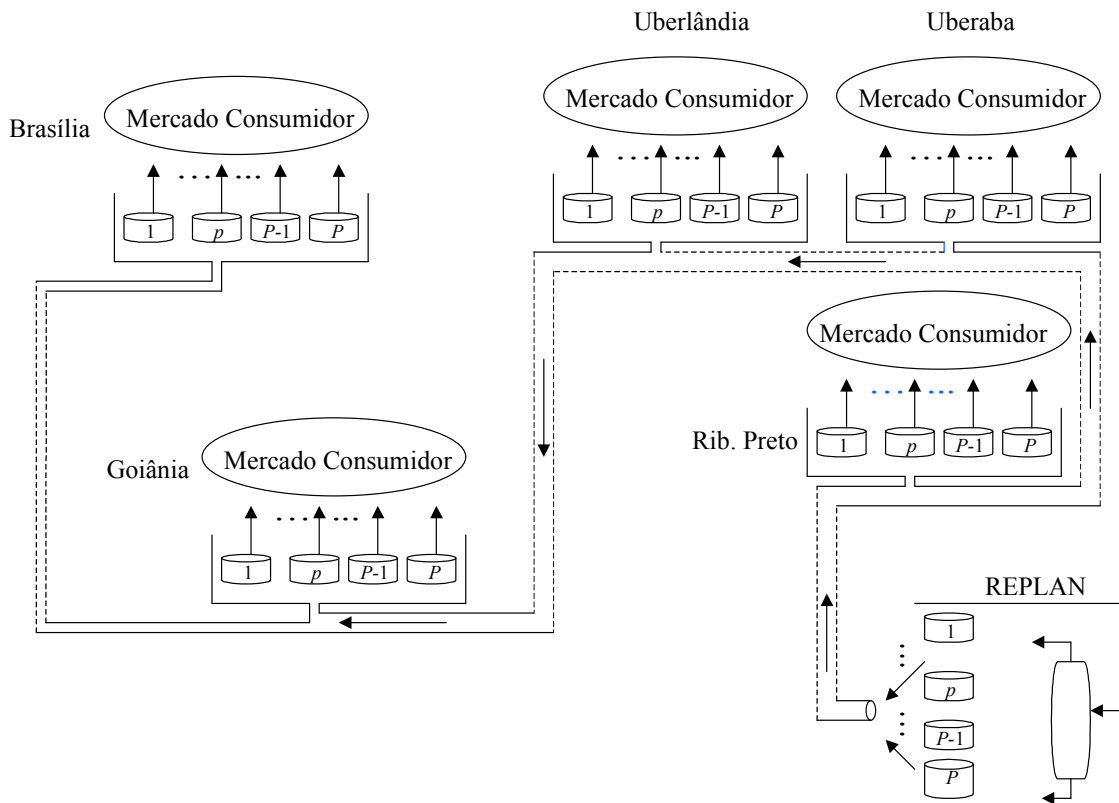 Uberlândia
Uberaba
Brasília
Mercado Consumidor
1
p
P-1
P
Mercado Consumidor
1
p
P-1
P
Mercado Consumidor
1
p
P-1
P
Rib. Preto
Mercado Consumidor
1
p
P-1
P
Goiânia
Mercado Consumidor
1
p
P-1
P
REPLAN
1
p
P-1
P